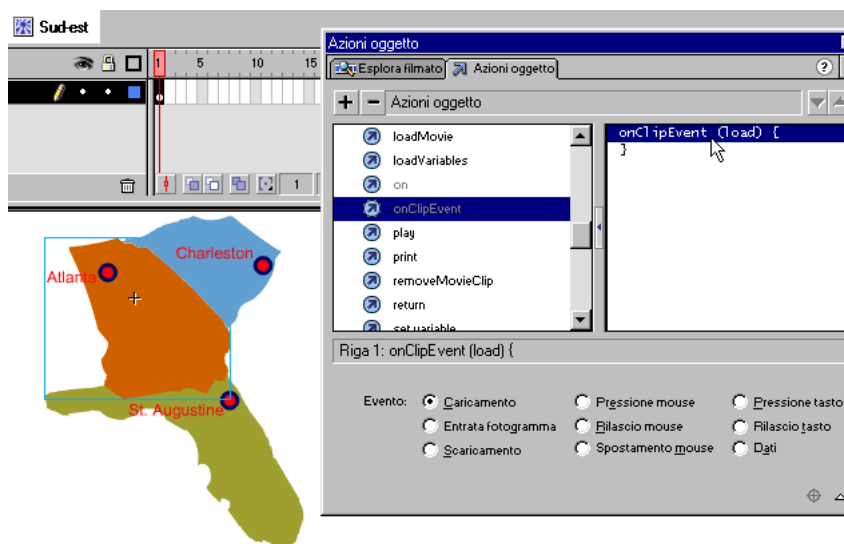 Sud-est
Azioni oggetto
1 5 10 15
Esplora filmato Azioni oggetto ?
+ − Azioni oggetto
loadMovie
loadVariables
on
onClipEvent
play
print
removeMovieClip
return
set variable
onClipEvent (load) {
}
1
Charleston
Atlanta
St. Augustine
Riga 1: onClipEvent (load) {
Evento: Caricamento Pressione mouse Pressione tasto
Entrata fotogramma Rilascio mouse Rilascio tasto
Scaricamento Spostamento mouse Dati